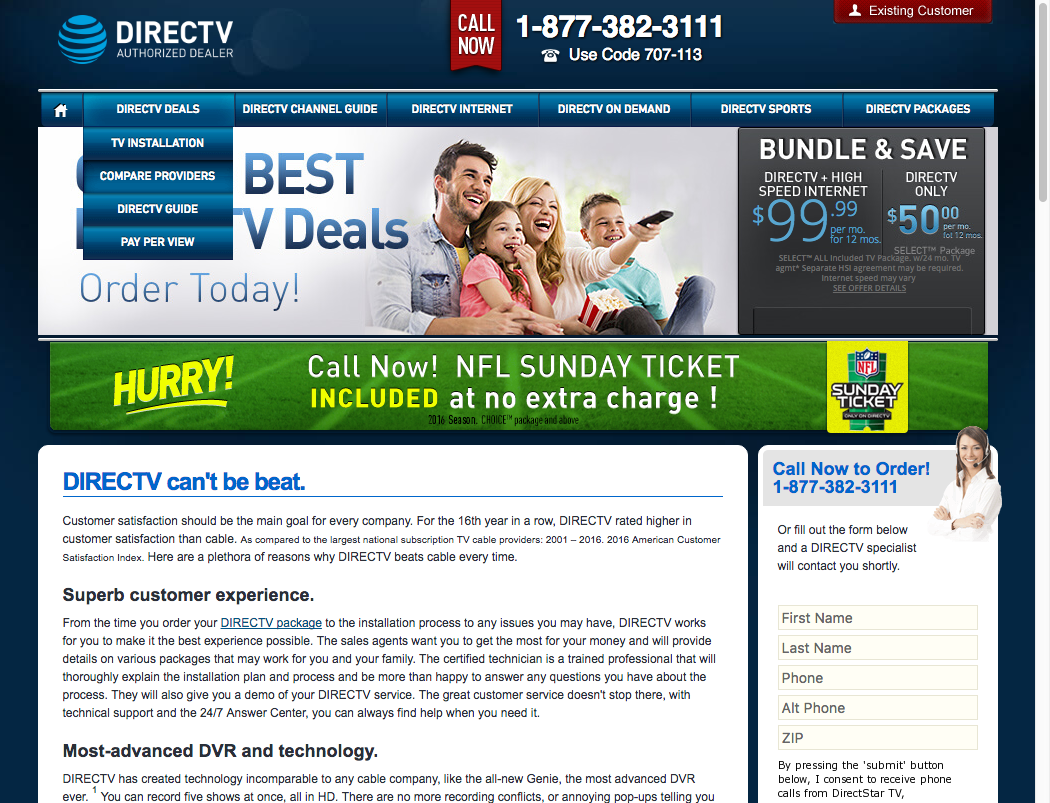 DIRECTV
AUTHORIZED DEALER
CALL
NOW
1-877-382-3111
Use Code 707-113
Existing Customer
DIRECTV DEALS
DIRECTV CHANNEL GUIDE
DIRECTV INTERNET
DIRECTV ON DEMAND
DIRECTV SPORTS
DIRECTV PACKAGES
TV INSTALLATION
COMPARE PROVIDERS
DIRECTV GUIDE
PAY PER VIEW
BEST
TV Deals
Order Today!
BUNDLE & SAVE
DIRECTV + HIGH
SPEED INTERNET
$99.99
per mo.
for 12 mos.
DIRECTV
ONLY
$5000
per mo.
fot 12 mos.
SELECT™ Package
SELECT™ ALL Included TV Package. w/24 mo. TV
agmt* Separate HSI agreement may be required.
Internet speed may vary
SEE OFFER DETAILS
HURRY!
Call Now! NFL SUNDAY TICKET
INCLUDED at no extra charge !
2016 Season. CHOICE™ package and above
NFL
SUNDAY
TICKET
ONLY ON DIRECTV
DIRECTV can't be beat.
Customer satisfaction should be the main goal for every company. For the 16th year in a row, DIRECTV rated higher in
customer satisfaction than cable. As compared to the largest national subscription TV cable providers: 2001 – 2016. 2016 American Customer
Satisfaction Index. Here are a plethora of reasons why DIRECTV beats cable every time.
Superb customer experience.
From the time you order your DIRECTV package to the installation process to any issues you may have, DIRECTV works
for you to make it the best experience possible. The sales agents want you to get the most for your money and will provide
details on various packages that may work for you and your family. The certified technician is a trained professional that will
thoroughly explain the installation plan and process and be more than happy to answer any questions you have about the
process. They will also give you a demo of your DIRECTV service. The great customer service doesn't stop there, with
technical support and the 24/7 Answer Center, you can always find help when you need it.
Most-advanced DVR and technology.
DIRECTV has created technology incomparable to any cable company, like the all-new Genie, the most advanced DVR
ever. 1 You can record five shows at once, all in HD. There are no more recording conflicts, or annoying pop-ups telling you
Call Now to Order!
1-877-382-3111
Or fill out the form below
and a DIRECTV specialist
will contact you shortly.
First Name
Last Name
Phone
Alt Phone
ZIP
By pressing the 'submit' button
below, I consent to receive phone
calls from DirectStar TV,